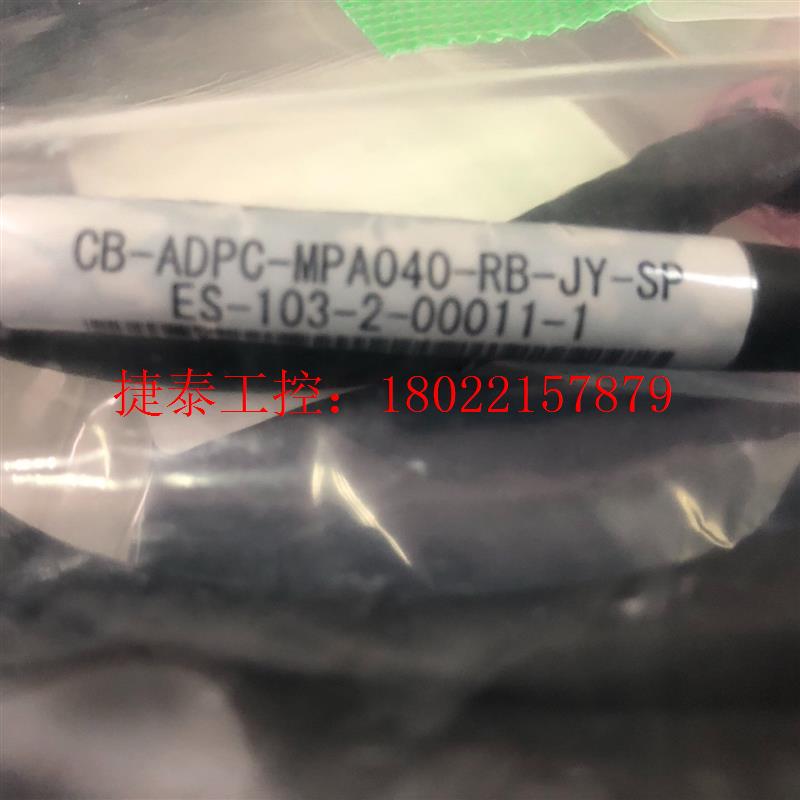 CB-ADPC-MPA040-RB-JY-SP
ES-103-2-00011-1
捷泰工控：18022157879